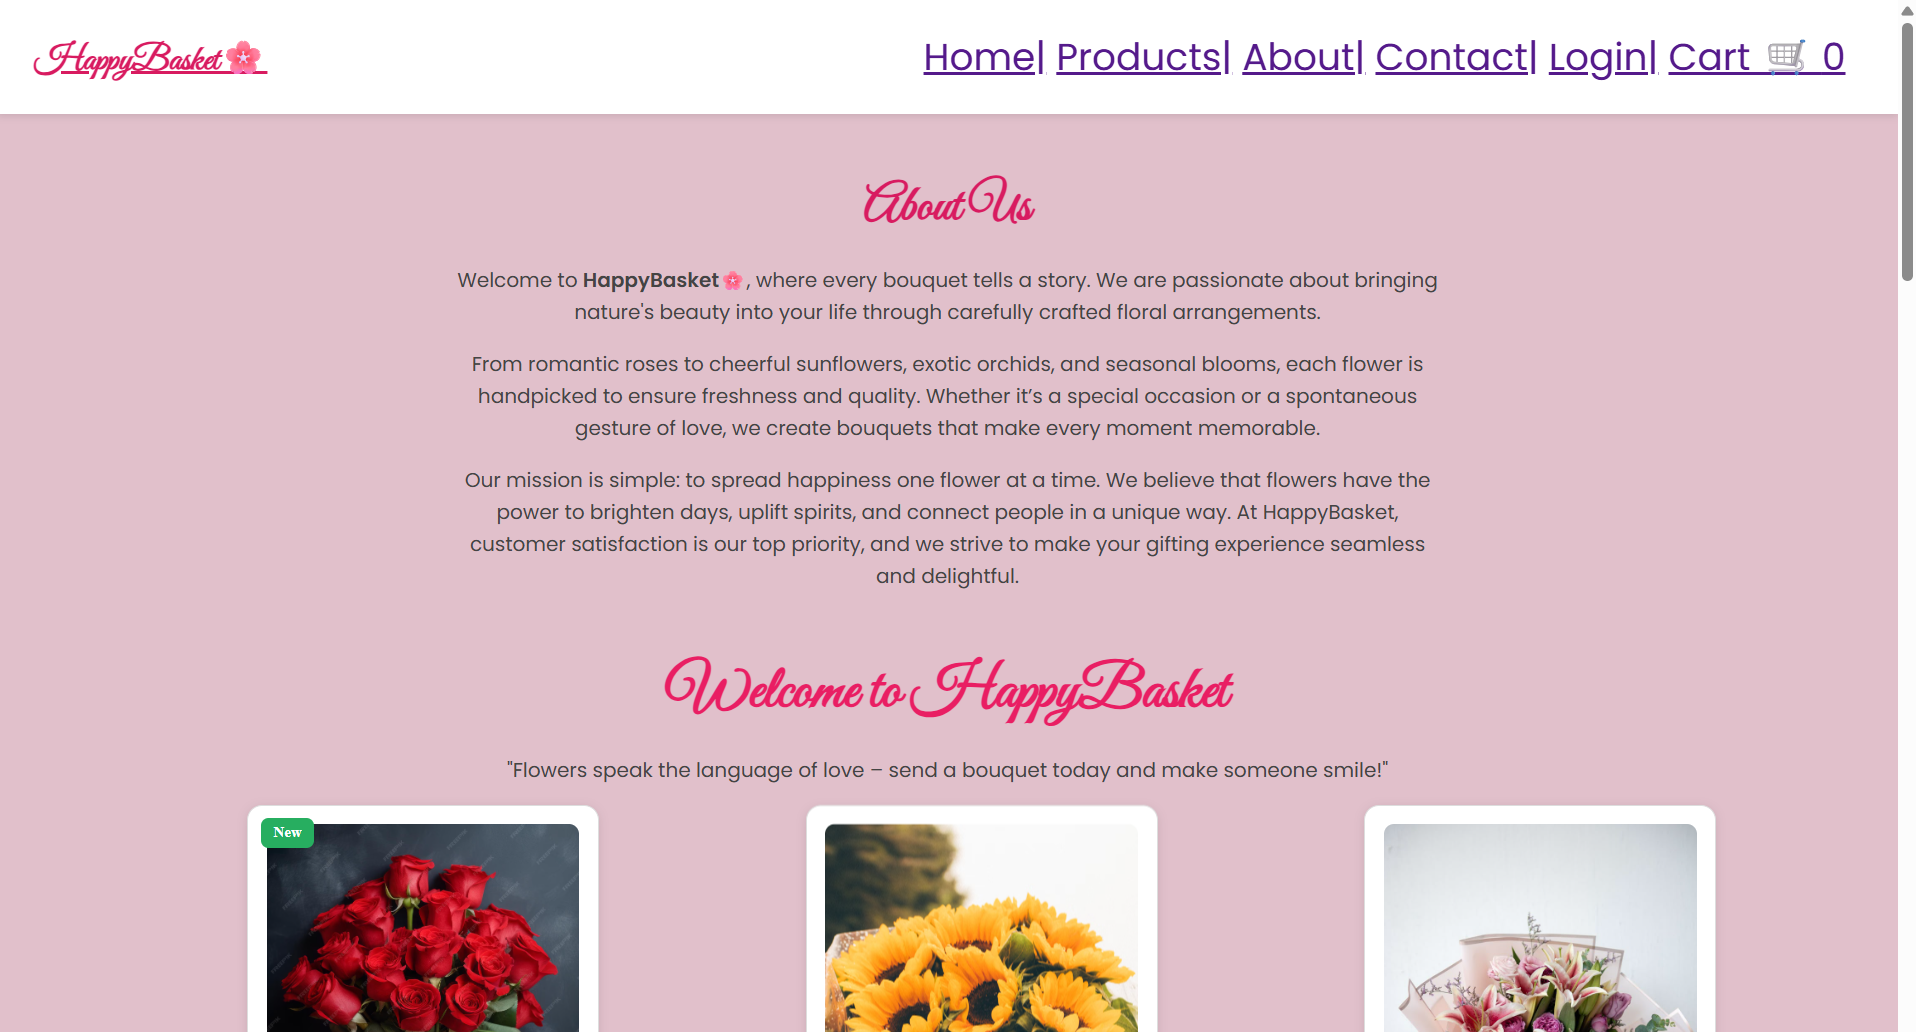 HappyBasket🌸
Home| Products| About| Contact| Login| Cart 🛒 0
About Us
Welcome to HappyBasket🌸, where every bouquet tells a story. We are passionate about bringing
nature's beauty into your life through carefully crafted floral arrangements.
From romantic roses to cheerful sunflowers, exotic orchids, and seasonal blooms, each flower is
handpicked to ensure freshness and quality. Whether it’s a special occasion or a spontaneous
gesture of love, we create bouquets that make every moment memorable.
Our mission is simple: to spread happiness one flower at a time. We believe that flowers have the
power to brighten days, uplift spirits, and connect people in a unique way. At HappyBasket,
customer satisfaction is our top priority, and we strive to make your gifting experience seamless
and delightful.
Welcome to HappyBasket
"Flowers speak the language of love – send a bouquet today and make someone smile!"
New